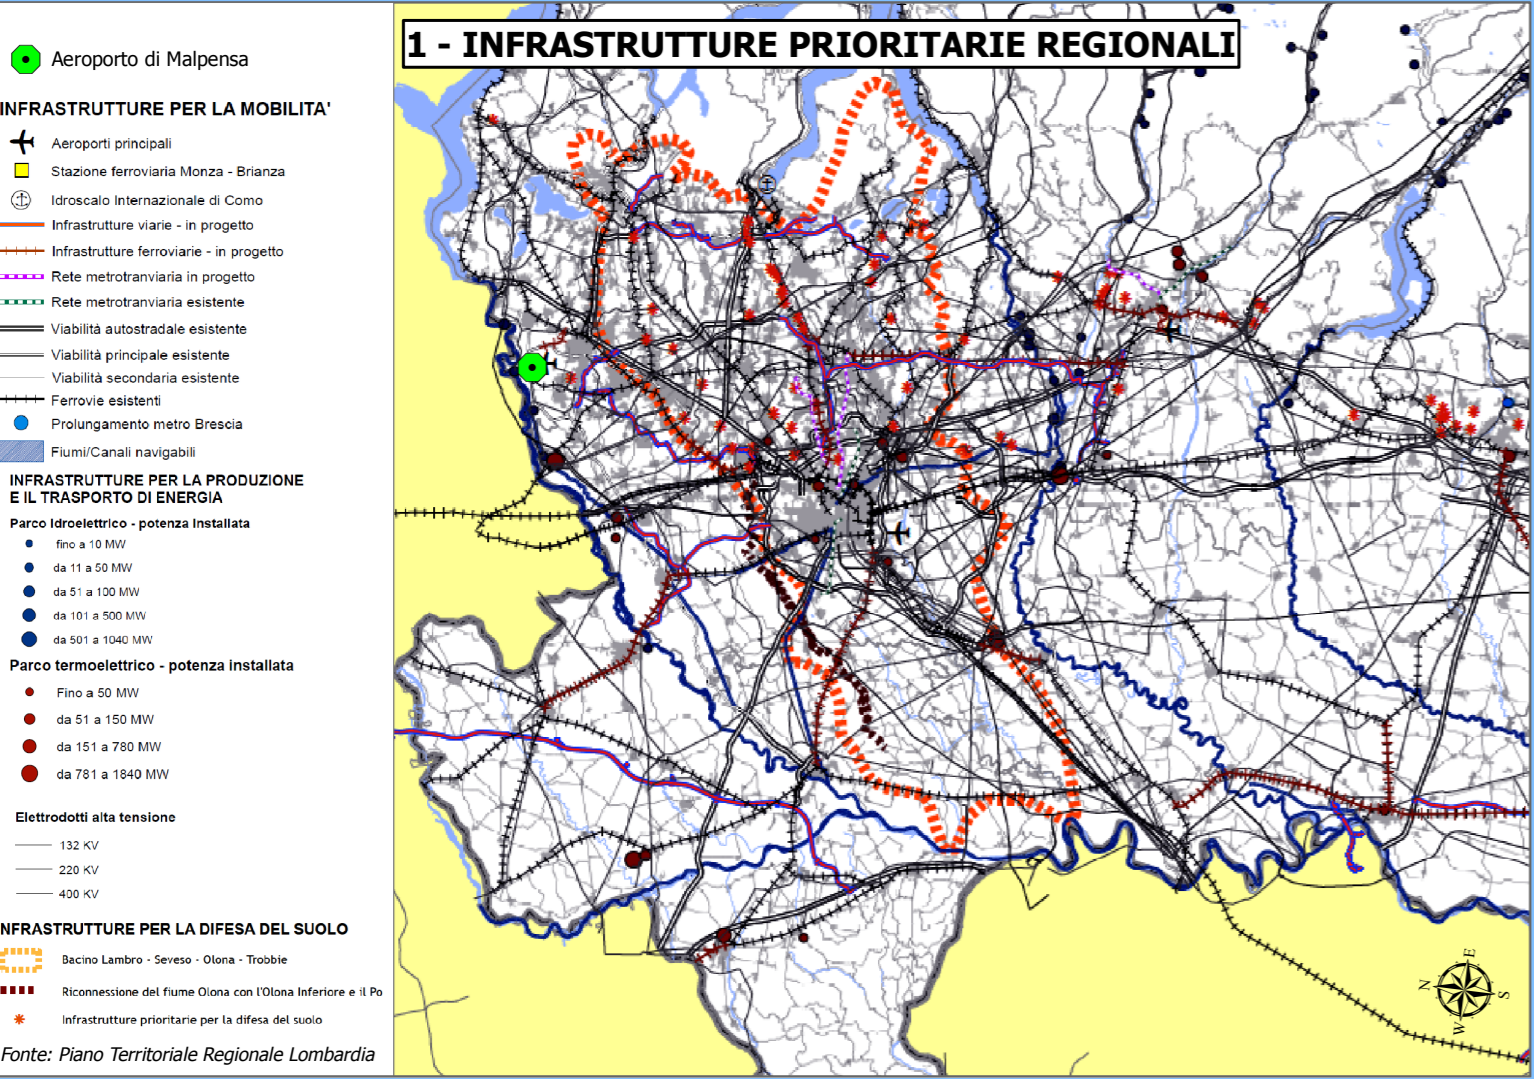 1 - INFRASTRUTTURE PRIORITARIE REGIONALI
Aeroporto di Malpensa
INFRASTRUTTURE PER LA MOBILITA'
Aeroporti principali
Stazione ferroviaria Monza - Brianza
Idroscalo Internazionale di Como
Infrastrutture viarie - in progetto
Infrastrutture ferroviarie - in progetto
Rete metrotranviaria in progetto
Rete metrotranviaria esistente
Viabilità autostradale esistente
Viabilità principale esistente
Viabilità secondaria esistente
Ferrovie esistenti
Prolungamento metro Brescia
Fiumi/Canali navigabili
INFRASTRUTTURE PER LA PRODUZIONE
E IL TRASPORTO DI ENERGIA
Parco Idroelettrico - potenza Installata
fino a 10 MW
da 11 a 50 MW
da 51 a 100 MW
da 101 a 500 MW
da 501 a 1040 MW
Parco termoelettrico - potenza installata
Fino a 50 MW
da 51 a 150 MW
da 151 a 780 MW
da 781 a 1840 MW
Elettrodotti alta tensione
132 KV
220 KV
400 KV
NFRASTRUTTURE PER LA DIFESA DEL SUOLO
Bacino Lambro - Seveso - Olona - Trobbie
Riconnessione del fiume Olona con l'Olona Inferiore e il Po
Infrastrutture prioritarie per la difesa del suolo
Fonte: Piano Territoriale Regionale Lombardia
E
N
S
W